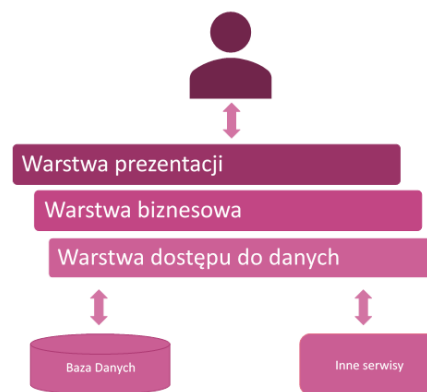 Warstwa prezentacji
Warstwa biznesowa
Warstwa dostępu do danych
Baza Danych
Inne serwisy